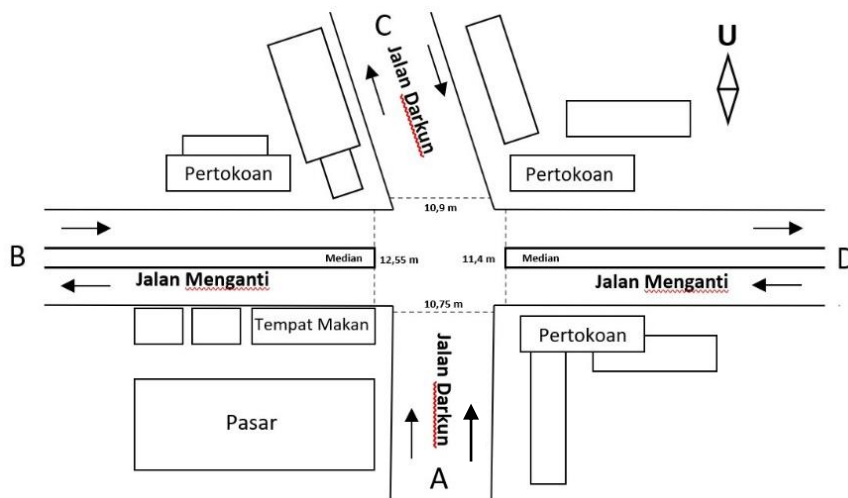 C
U
Jalan Darkun
Pertokoan
Pertokoan
10,9 m
B
Median
12,55 m
11,4 m
Median
D
Jalan Menganti
Jalan Menganti
10,75 m
Tempat Makan
Pertokoan
Jalan Darkun
Pasar
A